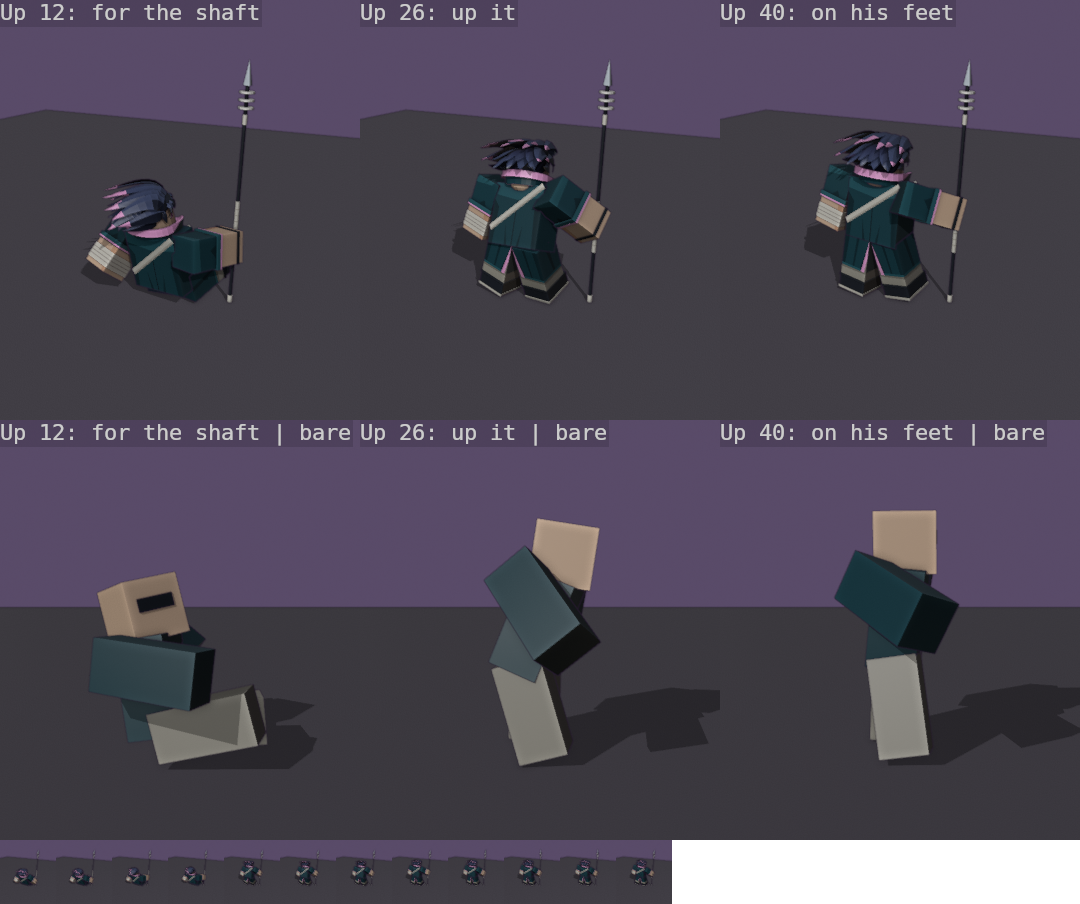 Up 12: for the shaft
Up 26: up it
Up 40: on his feet
Up 12: for the shaft | bare
Up 26: up it | bare
Up 40: on his feet | bare